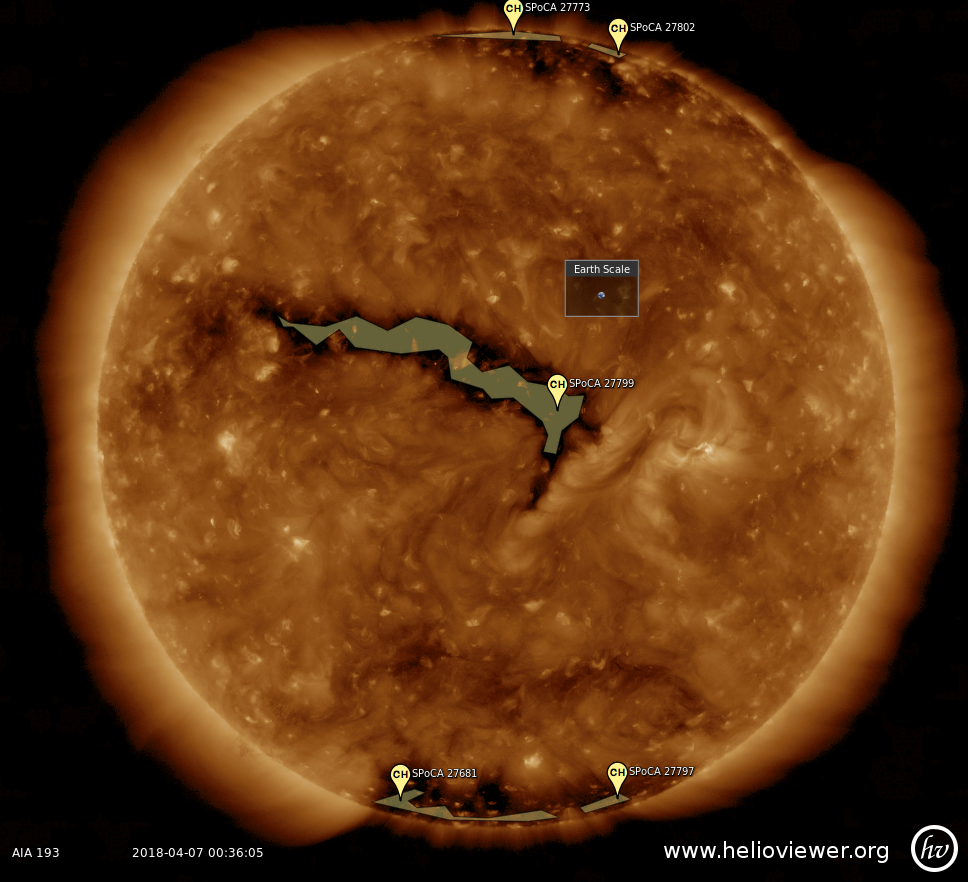 CH SPoCA 27773
CH SPoCA 27802
Earth Scale
CH SPoCA 27799
CH SPoCA 27681
CH SPoCA 27797
AIA 193 2018-04-07 00:36:05
www.helioviewer.org hv